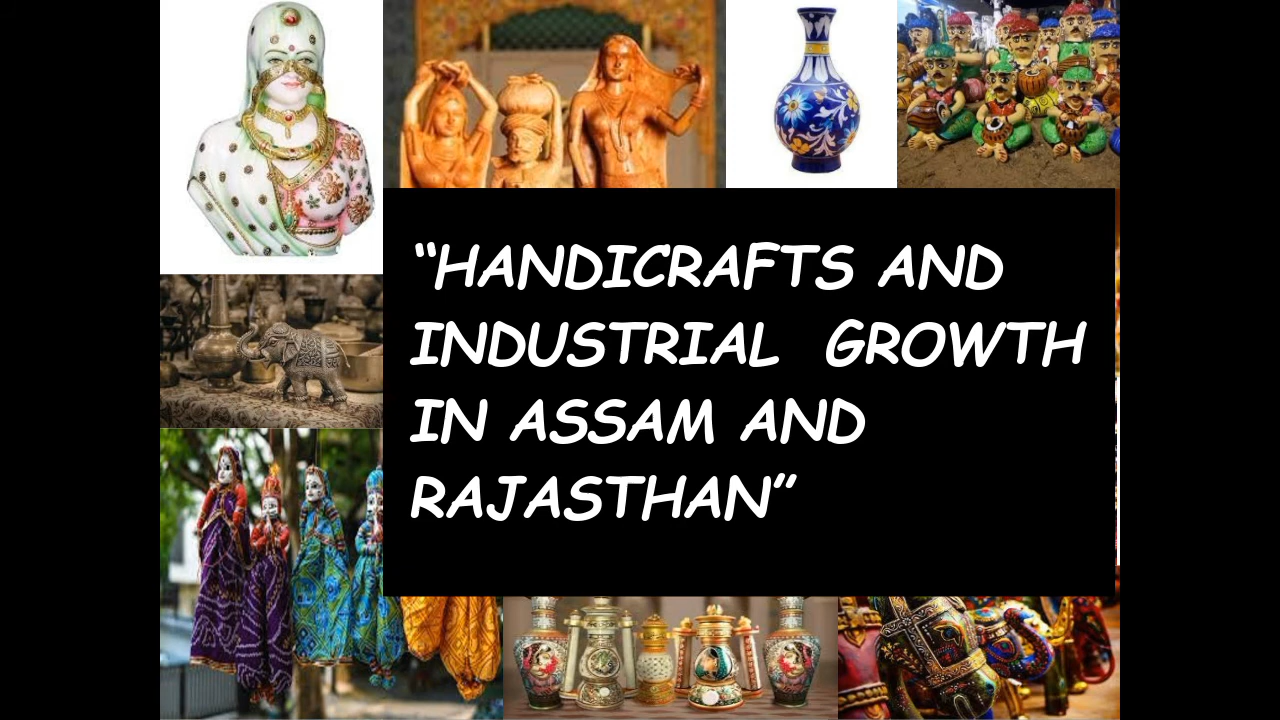 “HANDICRAFTS AND
INDUSTRIAL  GROWTH
IN ASSAM AND
RAJASTHAN”